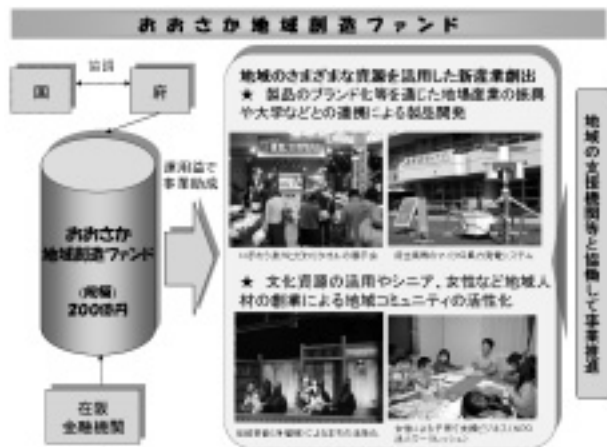 おおさか地域創造ファンド
国
協調
府
おおさか
地域創造ファンド
(規模)
200億円
在阪
金融機関
運用益で
事業助成
地域のさまざまな資源を活用した新産業創出
★ 製品のブランド化等を通じた地場産業の振興
や大学などとの連携による製品開発
★ 文化資源の活用やシニア、女性など地域人
材の創業による地域コミュニティの活性化
地域の支援機関等と協働して事業推進